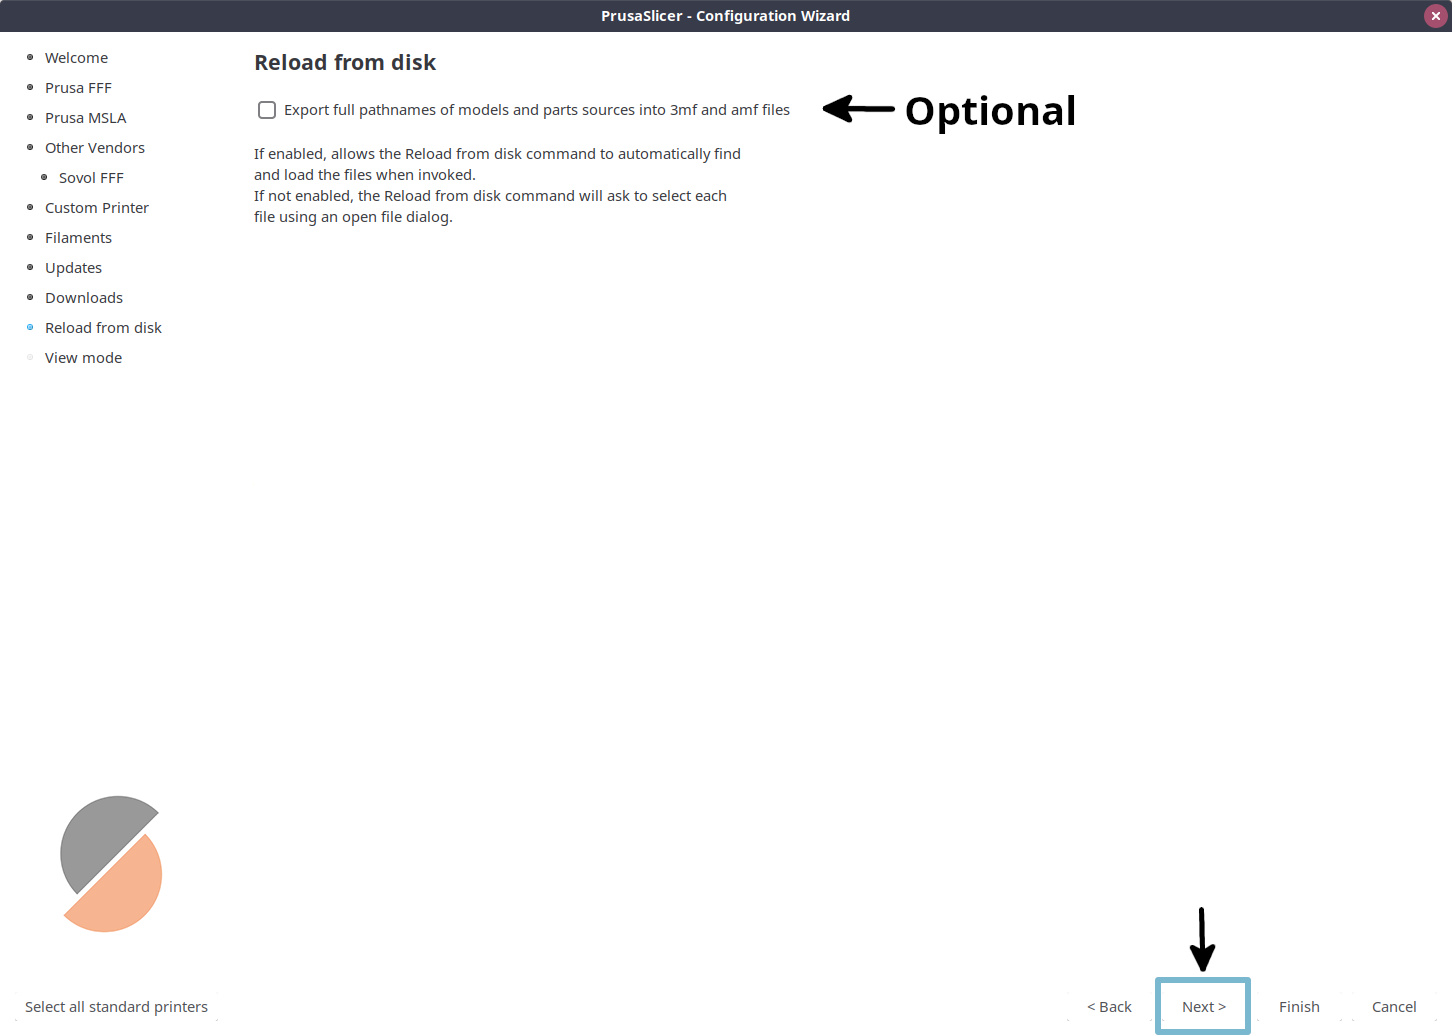 PrusaSlicer - Configuration Wizard
Welcome
Prusa FFF
Prusa MSLA
Other Vendors
Sovol FFF
Custom Printer
Filaments
Updates
Downloads
Reload from disk
View mode
Reload from disk
Export full pathnames of models and parts sources into 3mf and amf files
Optional
If enabled, allows the Reload from disk command to automatically find
and load the files when invoked.
If not enabled, the Reload from disk command will ask to select each
file using an open file dialog.
Select all standard printers
< Back
Next >
Finish
Cancel